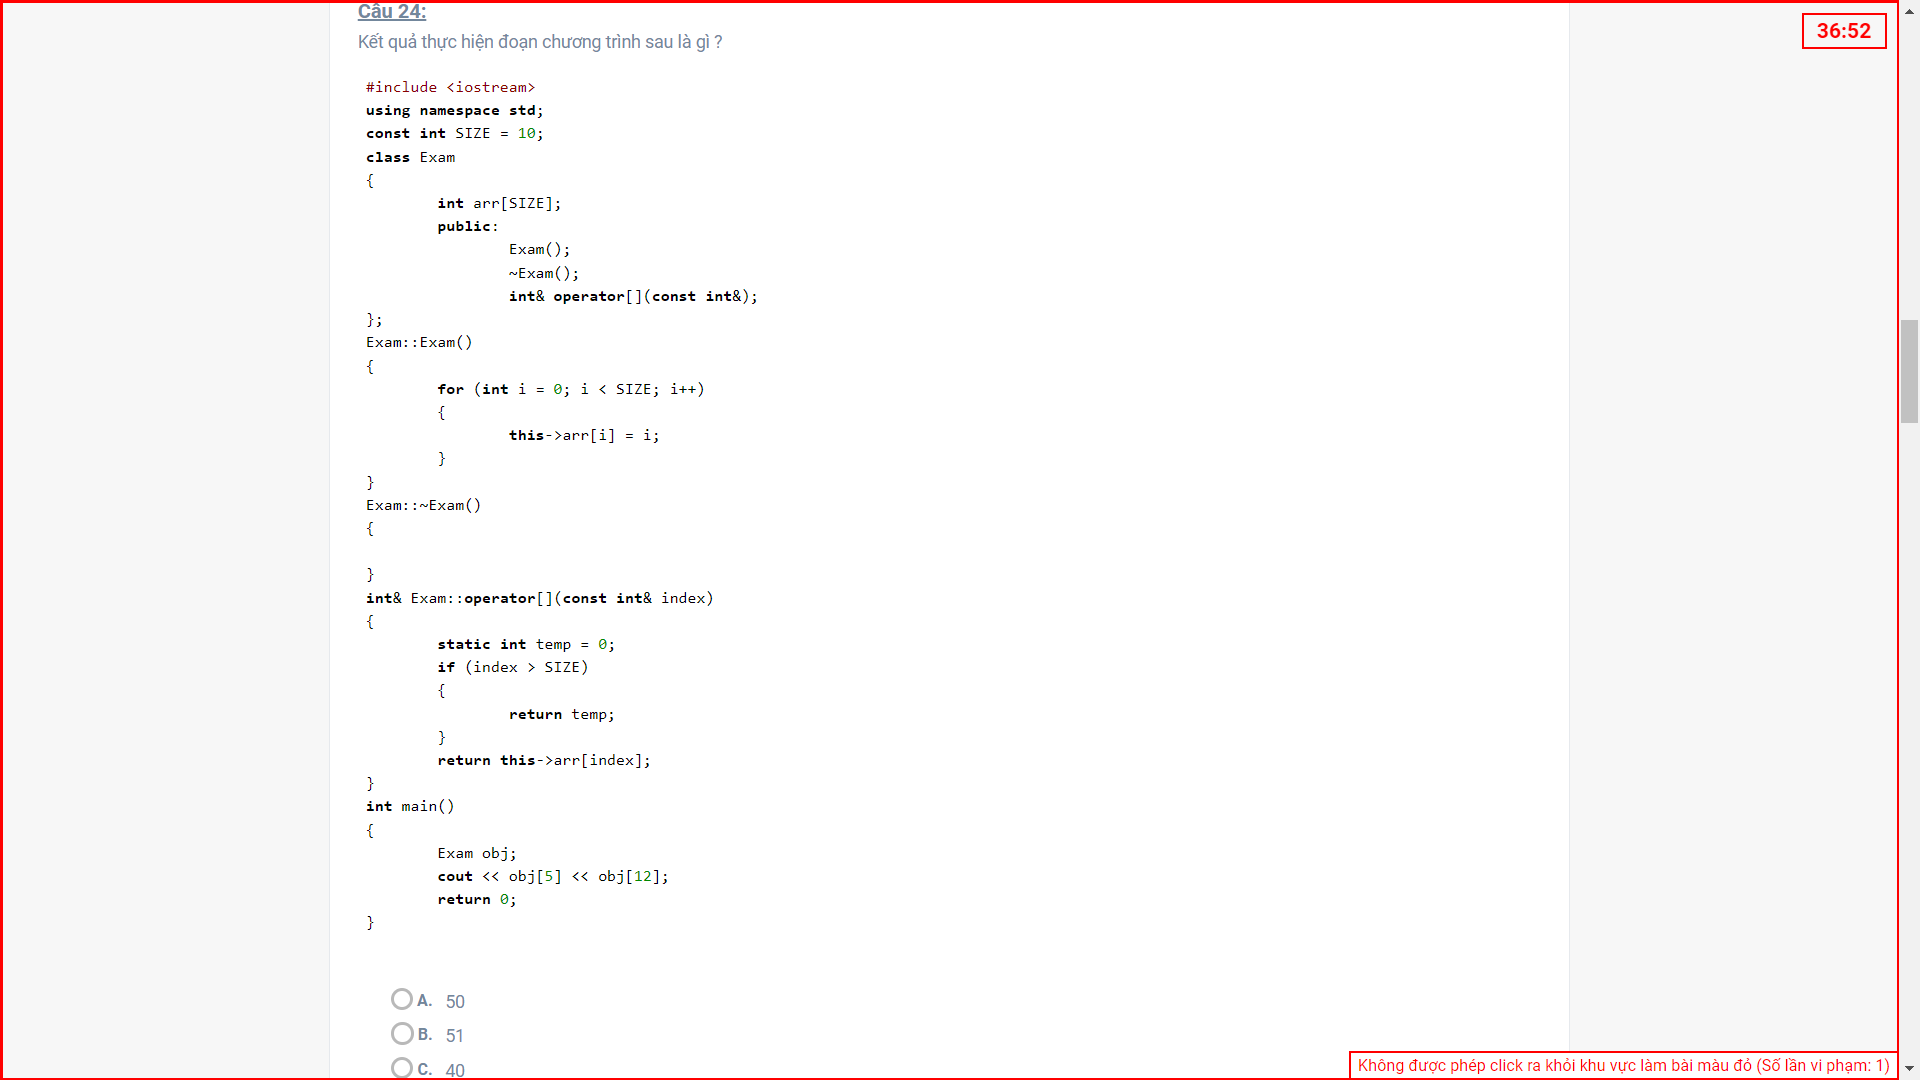 Câu 24:
36:52
Kết quả thực hiện đoạn chương trình sau là gì ?
#include <iostream>
using namespace std;
const int SIZE = 10;
class Exam
{
int arr[SIZE];
public:
Exam();
~Exam();
int& operator[](const int&);
};
Exam::Exam()
{
for (int i = 0; i < SIZE; i++)
{
this->arr[i] = i;
}
}
Exam::~Exam()
{
}
int& Exam::operator[](const int& index)
{
static int temp = 0;
if (index > SIZE)
{
return temp;
}
return this->arr[index];
}
int main()
{
Exam obj;
cout << obj[5] << obj[12];
return 0;
}
A. 50
B. 51
C. 40
Không được phép click ra khỏi khu vực làm bài màu đỏ (Số lần vi phạm: 1)